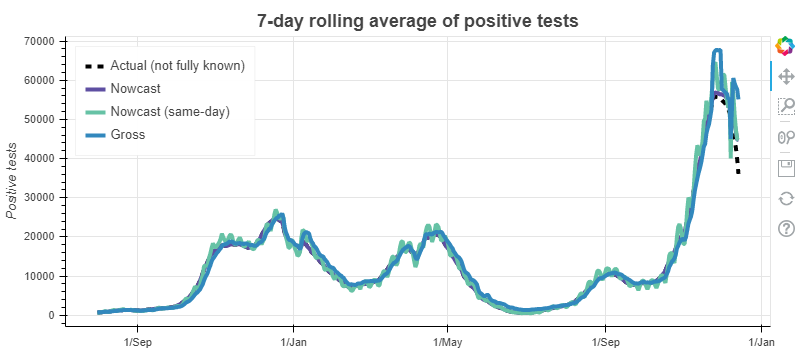 7-day rolling average of positive tests
70000
60000
50000
40000
30000
20000
10000
0
Positive tests
Actual (not fully known)
Nowcast
Nowcast (same-day)
Gross
1/Sep
1/Jan
1/May
1/Sep
1/Jan